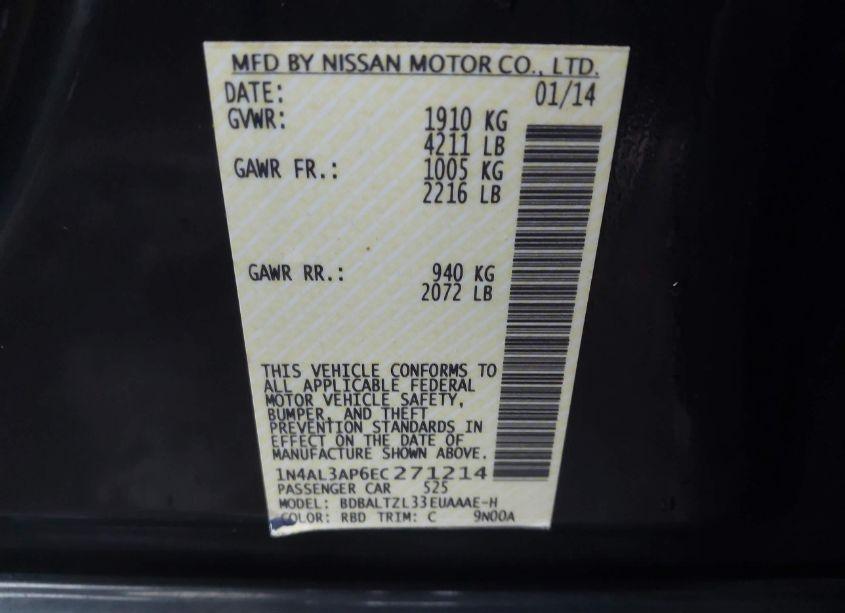 MFD BY NISSAN MOTOR CO., LTD.
DATE: 01/14
GVWR: 1910 KG
4211 LB
GAWR FR.: 1005 KG
2216 LB
GAWR RR.: 940 KG
2072 LB
THIS VEHICLE CONFORMS TO
ALL APPLICABLE FEDERAL
MOTOR VEHICLE SAFETY,
BUMPER, AND THEFT
PREVENTION STANDARDS IN
EFFECT ON THE DATE OF
MANUFACTURE SHOWN ABOVE.
1N4AL3AP6EC271214
PASSENGER CAR 525
MODEL: BDBALTZL33EUAAAE-H
COLOR: RBD TRIM: C 9N00A